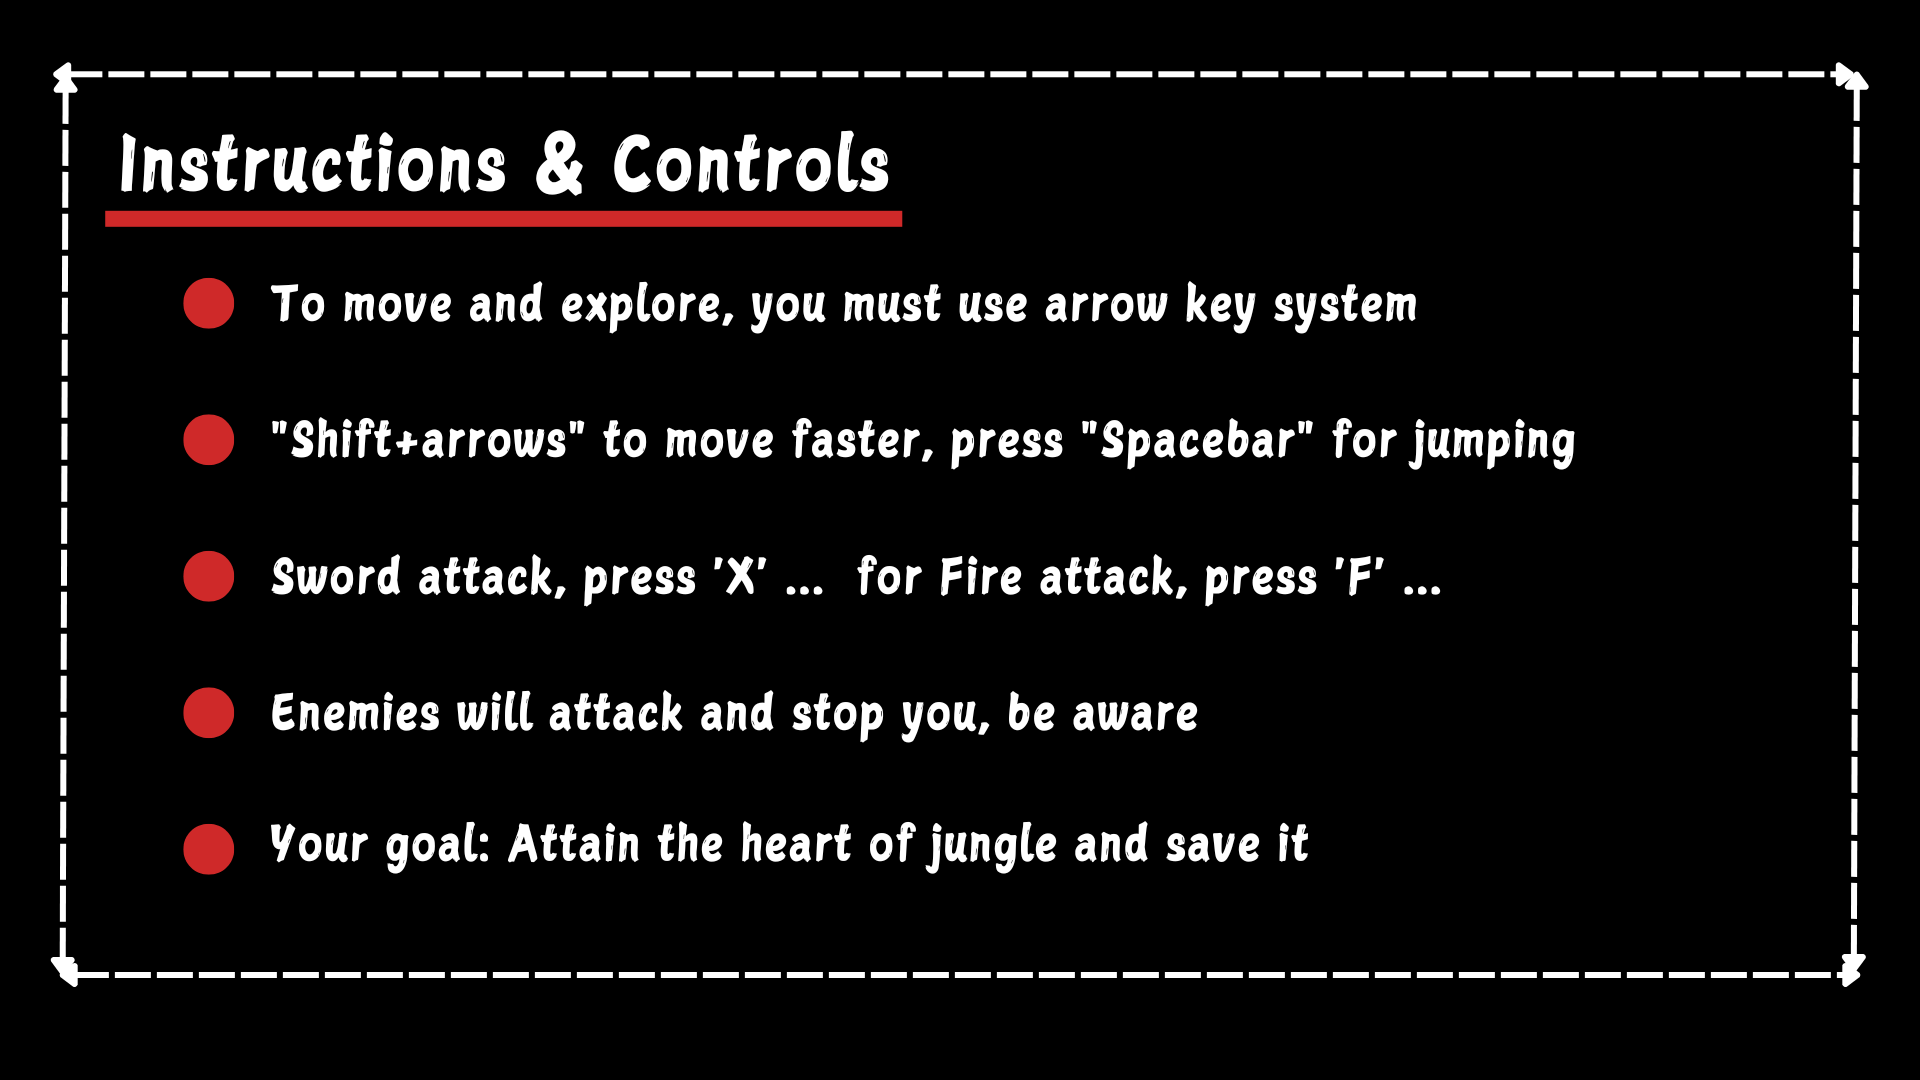 Instructions & Controls
To move and explore, you must use arrow key system
"Shift+arrows" to move faster, press "Spacebar" for jumping
Sword attack, press 'X' ...  for Fire attack, press 'F' ...
Enemies will attack and stop you, be aware
Your goal: Attain the heart of jungle and save it